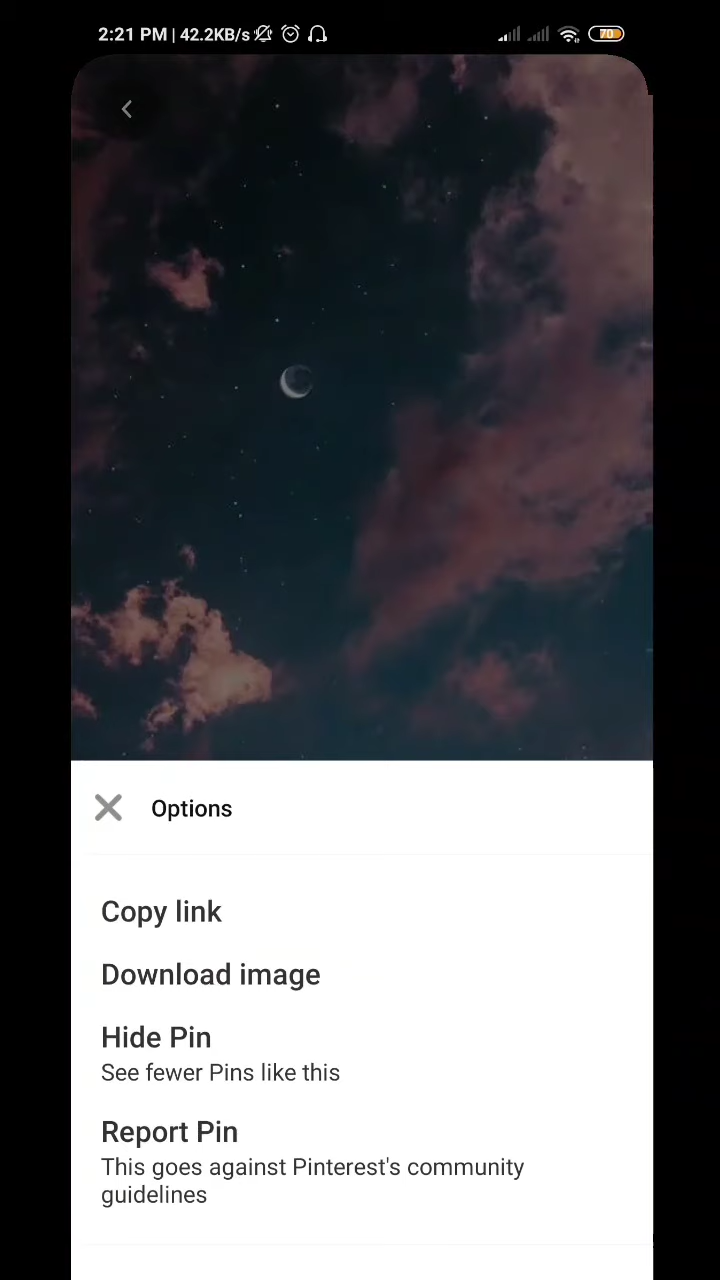 2:21 PM | 42.2KB/s 70
Options
Copy link
Download image
Hide Pin
See fewer Pins like this
Report Pin
This goes against Pinterest's community
guidelines